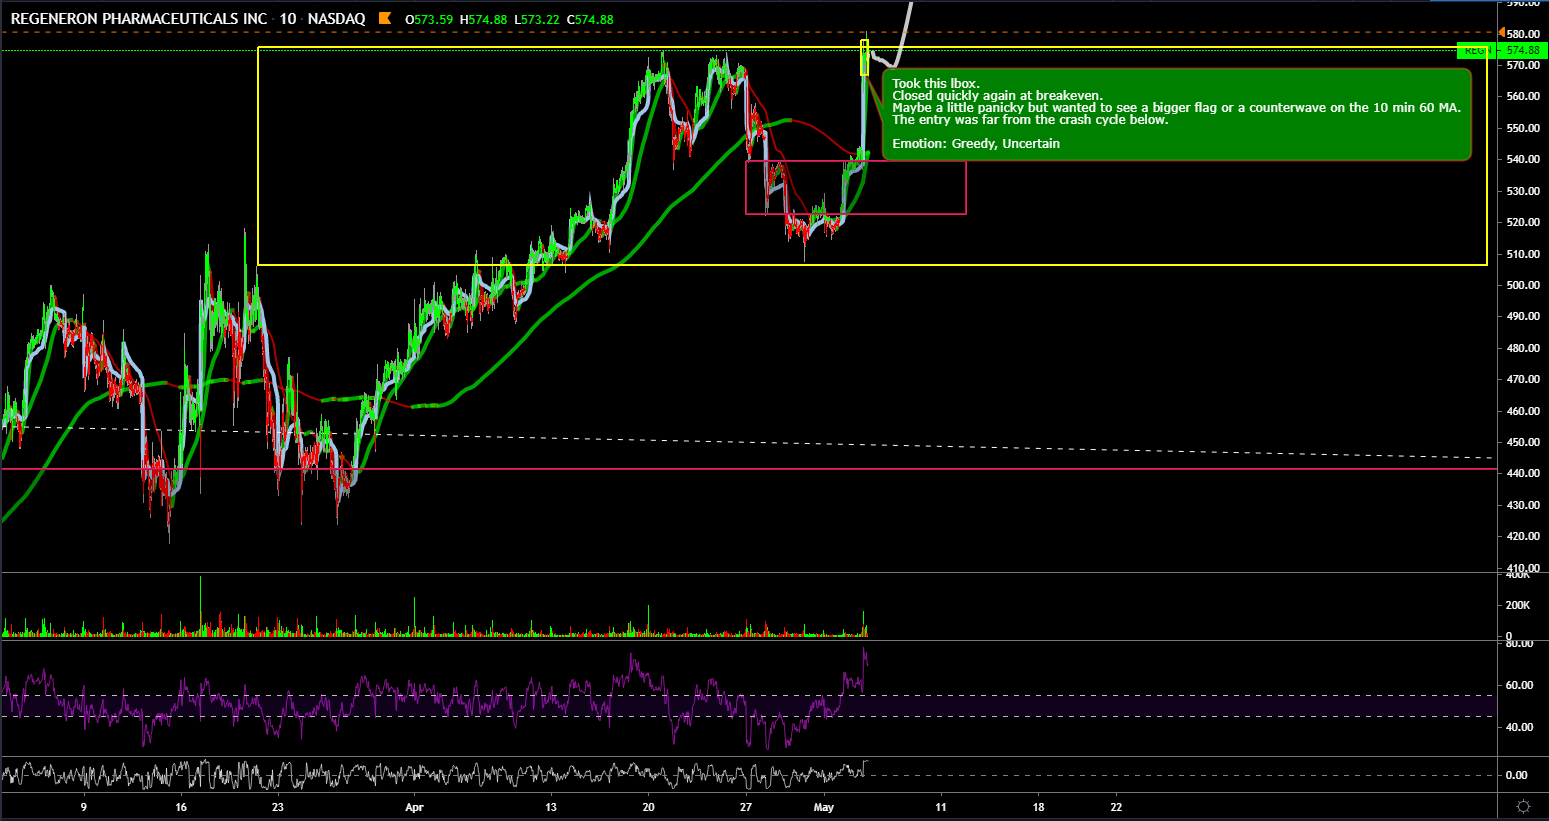 REGENERON PHARMACEUTICALS INC · 10 · NASDAQ O573.59 H574.88 L573.22 C574.88
Took this lbox.
Closed quickly again at breakeven.
Maybe a little panicky but wanted to see a bigger flag or a counterwave on the 10 min 60 MA.
The entry was far from the crash cycle below.
Emotion: Greedy, Uncertain
590.00
580.00
REGN 574.88
570.00
560.00
550.00
540.00
530.00
520.00
510.00
500.00
490.00
480.00
470.00
460.00
450.00
440.00
430.00
420.00
410.00
400K
200K
0
80.00
60.00
40.00
0.00
9 16 23 Apr 13 20 27 May 11 18 22